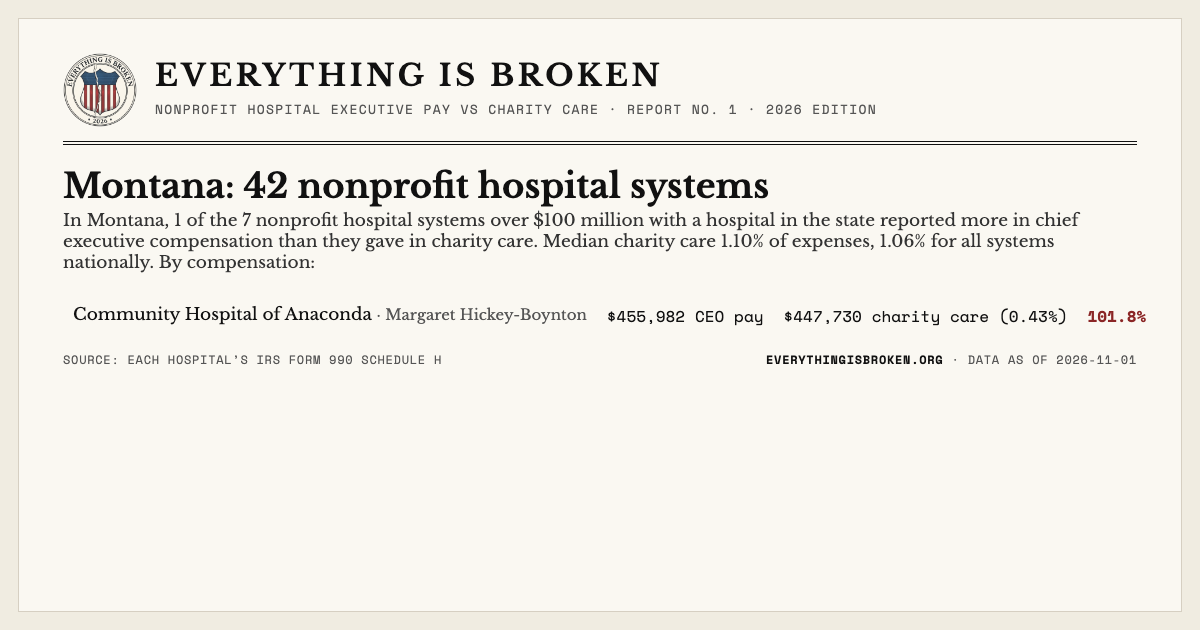 EVERYTHING IS BROKEN
2026
EVERYTHING IS BROKEN
NONPROFIT HOSPITAL EXECUTIVE PAY VS CHARITY CARE · REPORT NO. 1 · 2026 EDITION
Montana: 42 nonprofit hospital systems
In Montana, 1 of the 7 nonprofit hospital systems over $100 million with a hospital in the state reported more in chief
executive compensation than they gave in charity care. Median charity care 1.10% of expenses, 1.06% for all systems
nationally. By compensation:
Community Hospital of Anaconda · Margaret Hickey-Boynton $455,982 CEO pay $447,730 charity care (0.43%) 101.8%
SOURCE: EACH HOSPITAL'S IRS FORM 990 SCHEDULE H
EVERYTHINGISBROKEN.ORG · DATA AS OF 2026-11-01